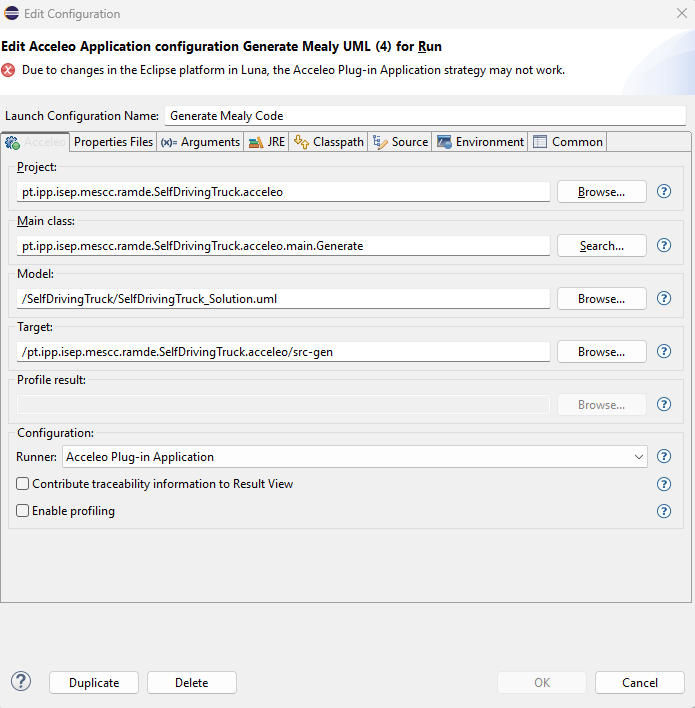 Edit Configuration
Edit Acceleo Application configuration Generate Mealy UML (4) for Run
Due to changes in the Eclipse platform in Luna, the Acceleo Plug-in Application strategy may not work.
Launch Configuration Name: Generate Mealy Code
Acceleo Properties Files (x)= Arguments JRE Classpath Source Environment Common
Project:
pt.ipp.isep.mescc.ramde.SelfDrivingTruck.acceleo Browse... ?
Main class:
pt.ipp.isep.mescc.ramde.SelfDrivingTruck.acceleo.main.Generate Search... ?
Model:
/SelfDrivingTruck/SelfDrivingTruck_Solution.uml Browse... ?
Target:
/pt.ipp.isep.mescc.ramde.SelfDrivingTruck.acceleo/src-gen Browse... ?
Profile result:
Browse... ?
Configuration:
Runner: Acceleo Plug-in Application ?
Contribute traceability information to Result View ?
Enable profiling ?
? Duplicate Delete OK Cancel